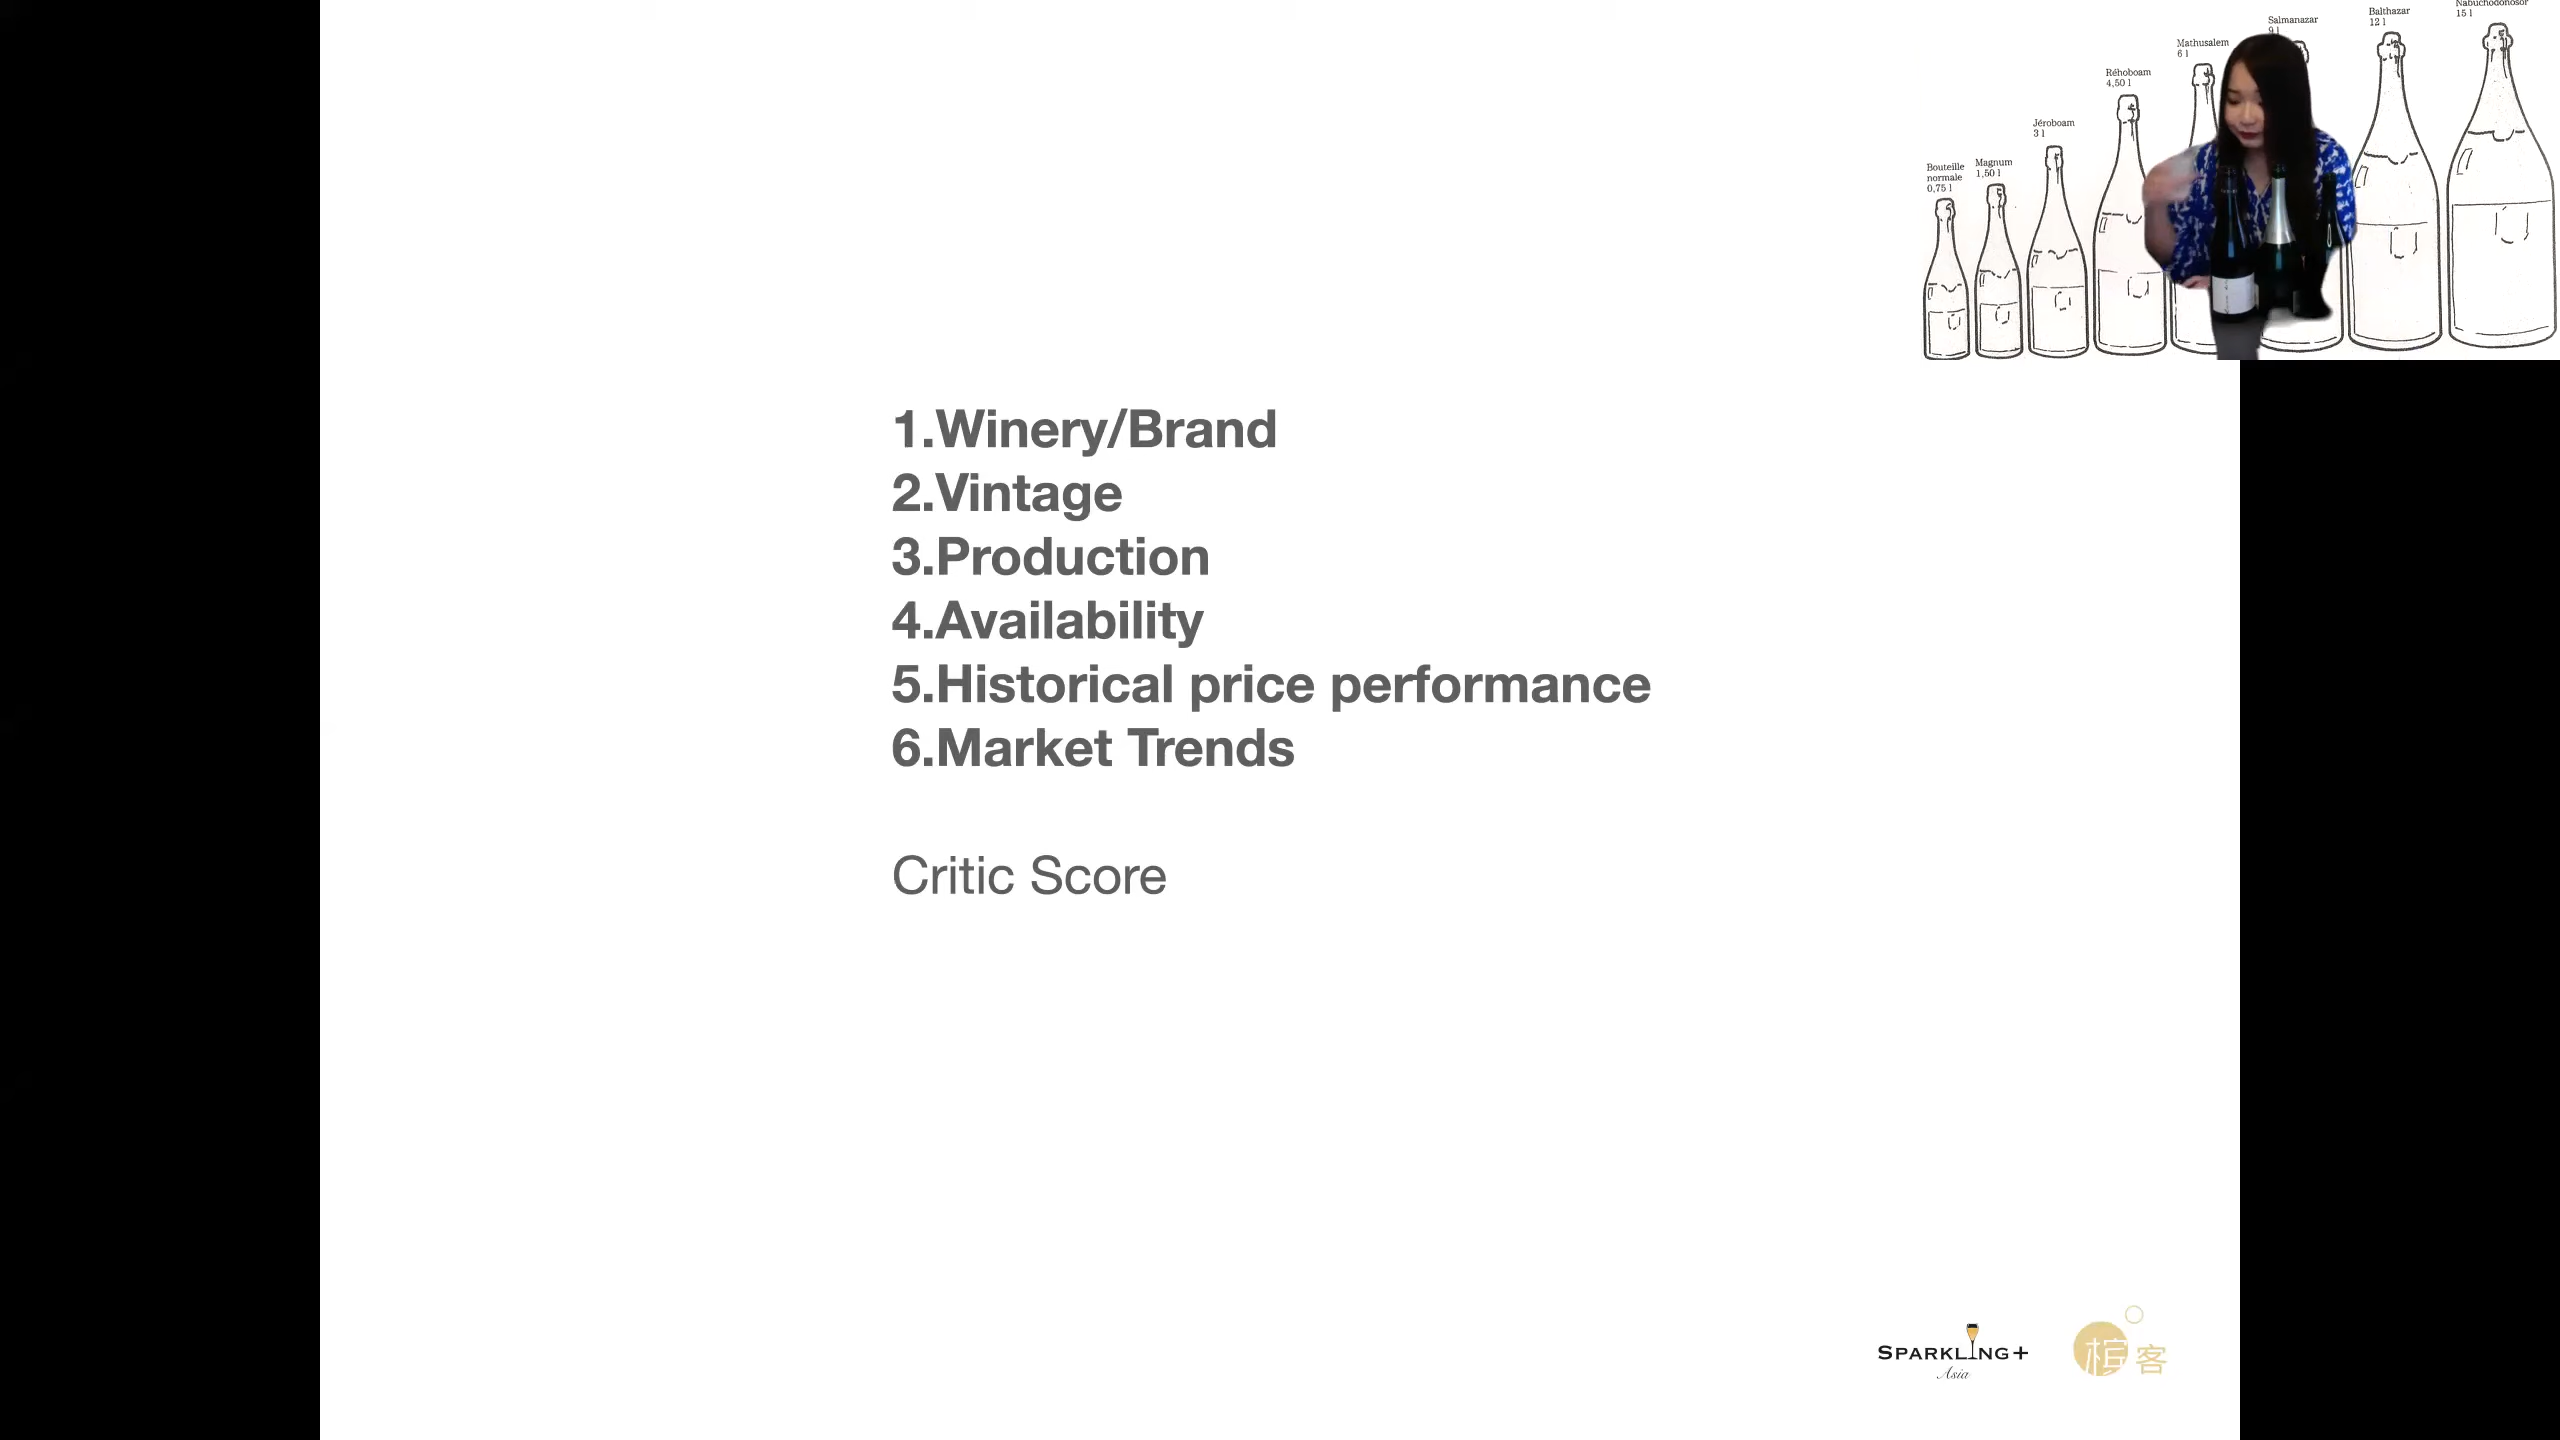 1.Winery/Brand
2.Vintage
3.Production
4.Availability
5.Historical price performance
6.Market Trends
Critic Score
Bouteille
normale
0,75 l
Magnum
1,50 l
Jéroboam
3 l
Réhoboam
4,50 l
Mathusalem
6 l
Salmanazar
9 l
Balthazar
12 l
Nabuchodonosor
15 l
SPARKLING+
Asia
槟客